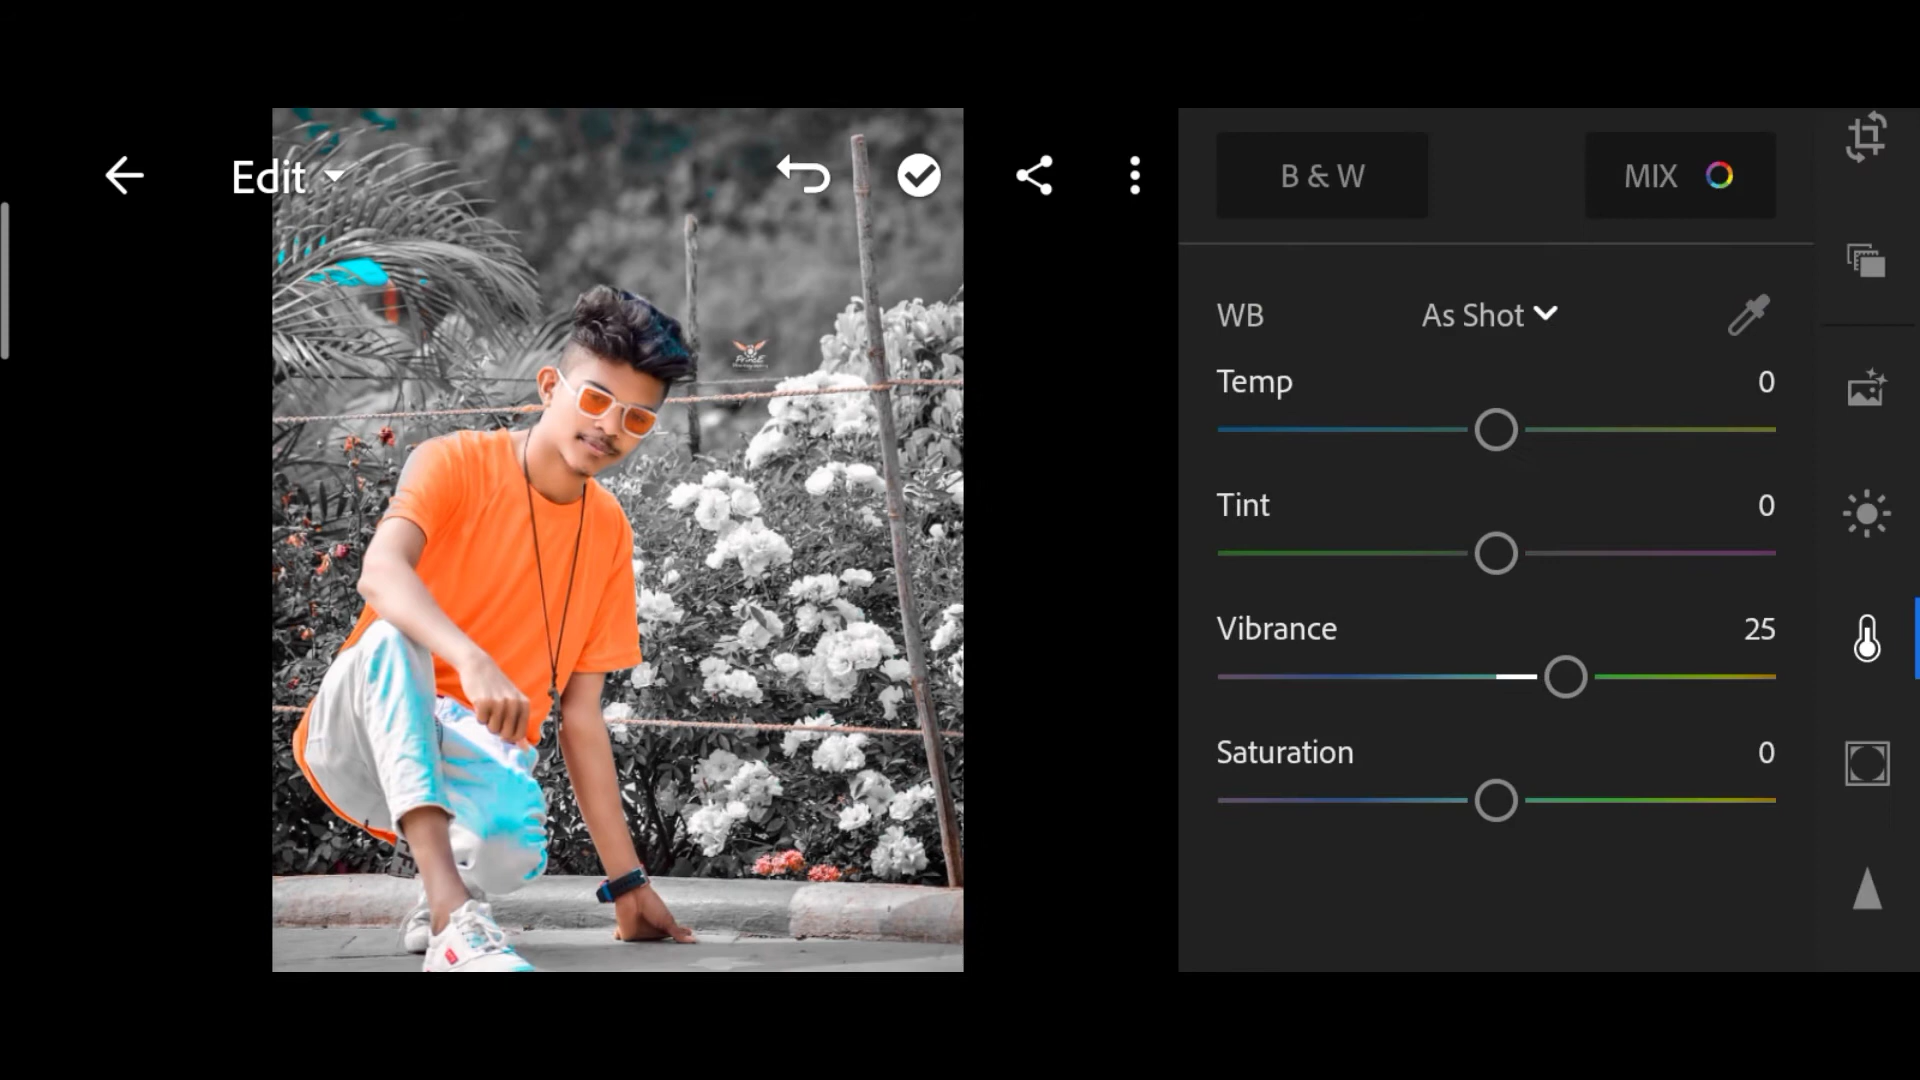 Edit
B & W
MIX
WB
As Shot
Temp
0
Tint
0
Vibrance
25
Saturation
0